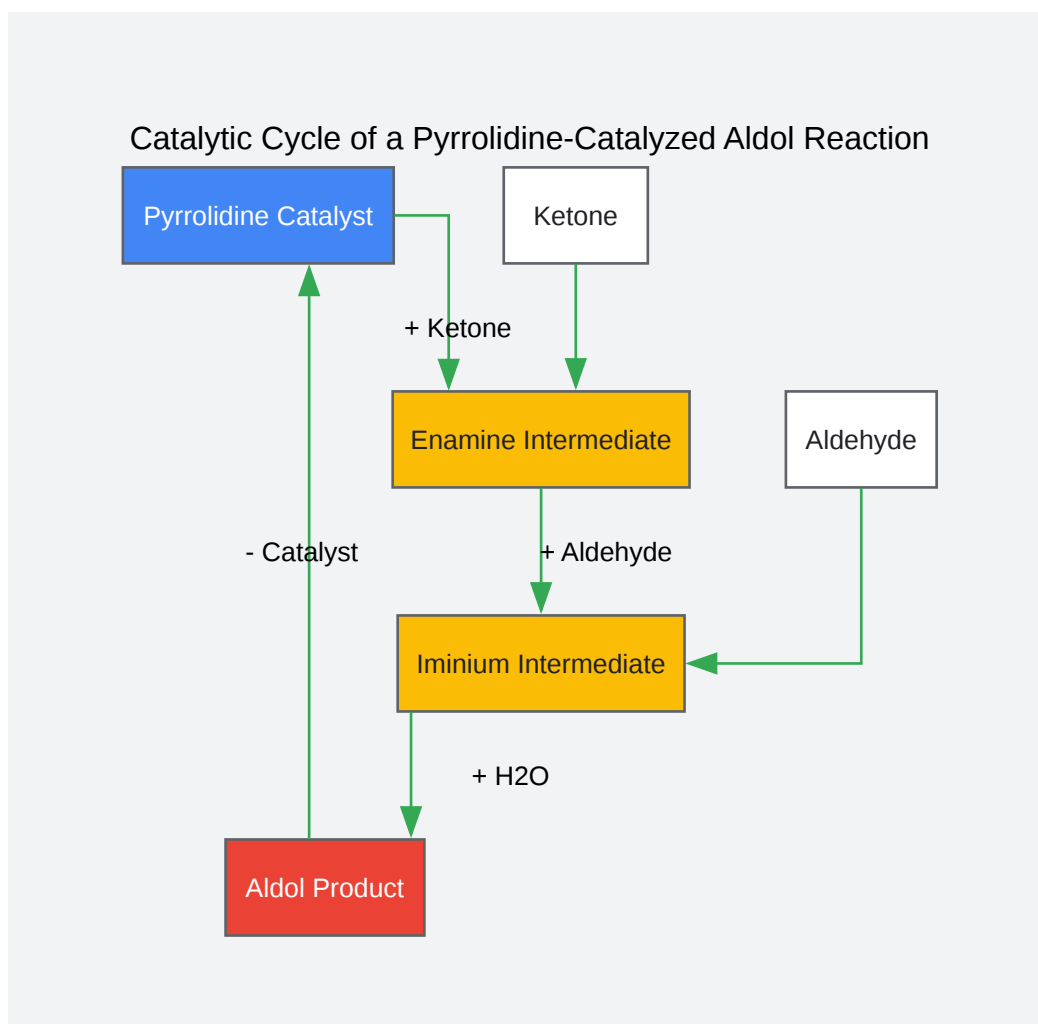 Catalytic Cycle of a Pyrrolidine-Catalyzed Aldol Reaction
Pyrrolidine Catalyst
Ketone
+ Ketone
Enamine Intermediate
Aldehyde
- Catalyst
+ Aldehyde
Iminium Intermediate
+ H2O
Aldol Product